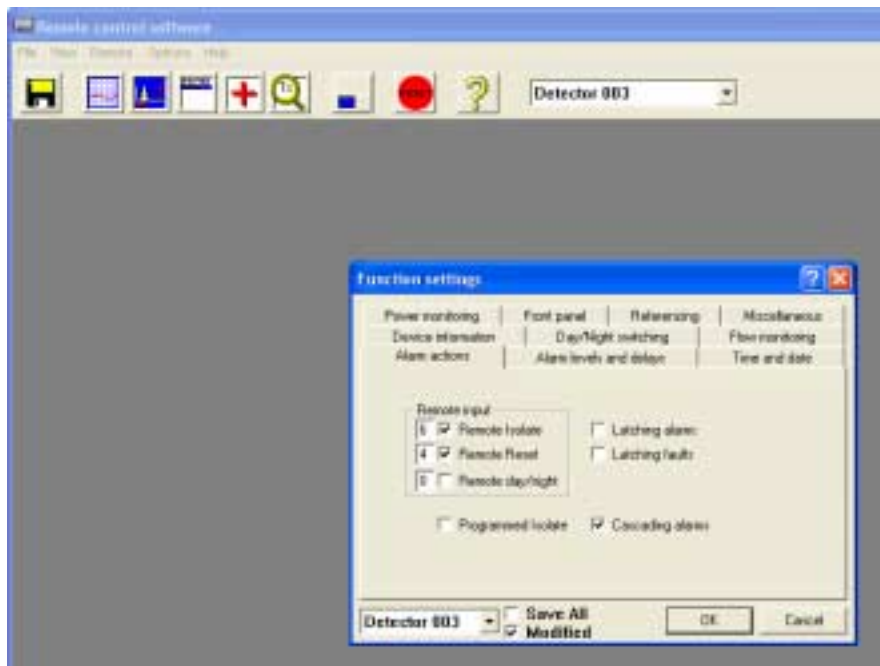 Remote control software
File View Device Options Help
Detector 003
Function settings
Power monitoring Front panel Referencing Miscellaneous
Device information Day/Night switching Flow monitoring
Alarm actions Alarm levels and delays Time and date
Remote input
Remote Isolate Latching alarms
4 Remote Reset Latching faults
0 Remote day/night
Programmed Isolate Cascading alarms
Detector 003 Save All OK Cancel
Modified